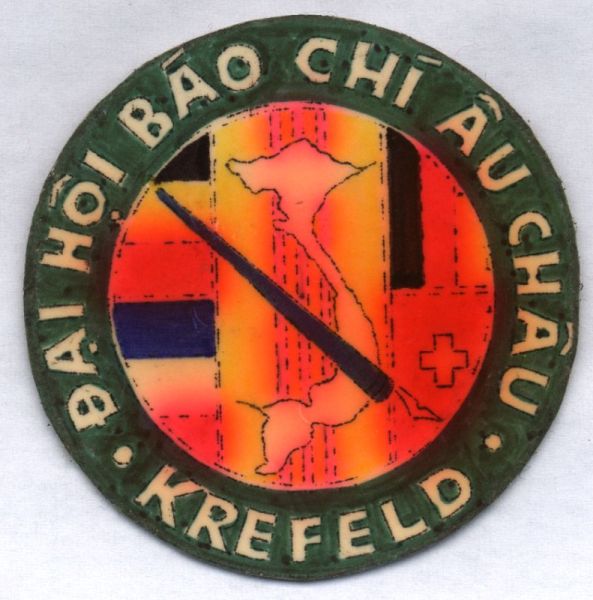 ĐẠI HỘI BÁO CHÍ ÂU CHÂU
KREFELD